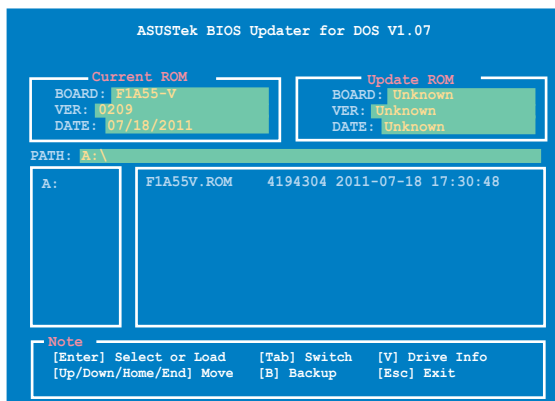 ASUSTek BIOS Updater for DOS V1.07
Current ROM
BOARD: F1A55-V
VER: 0209
DATE: 07/18/2011
Update ROM
BOARD: Unknown
VER: Unknown
DATE: Unknown
PATH: A:\
A:
F1A55V.ROM 4194304 2011-07-18 17:30:48
Note
[Enter] Select or Load [Tab] Switch [V] Drive Info
[Up/Down/Home/End] Move [B] Backup [Esc] Exit